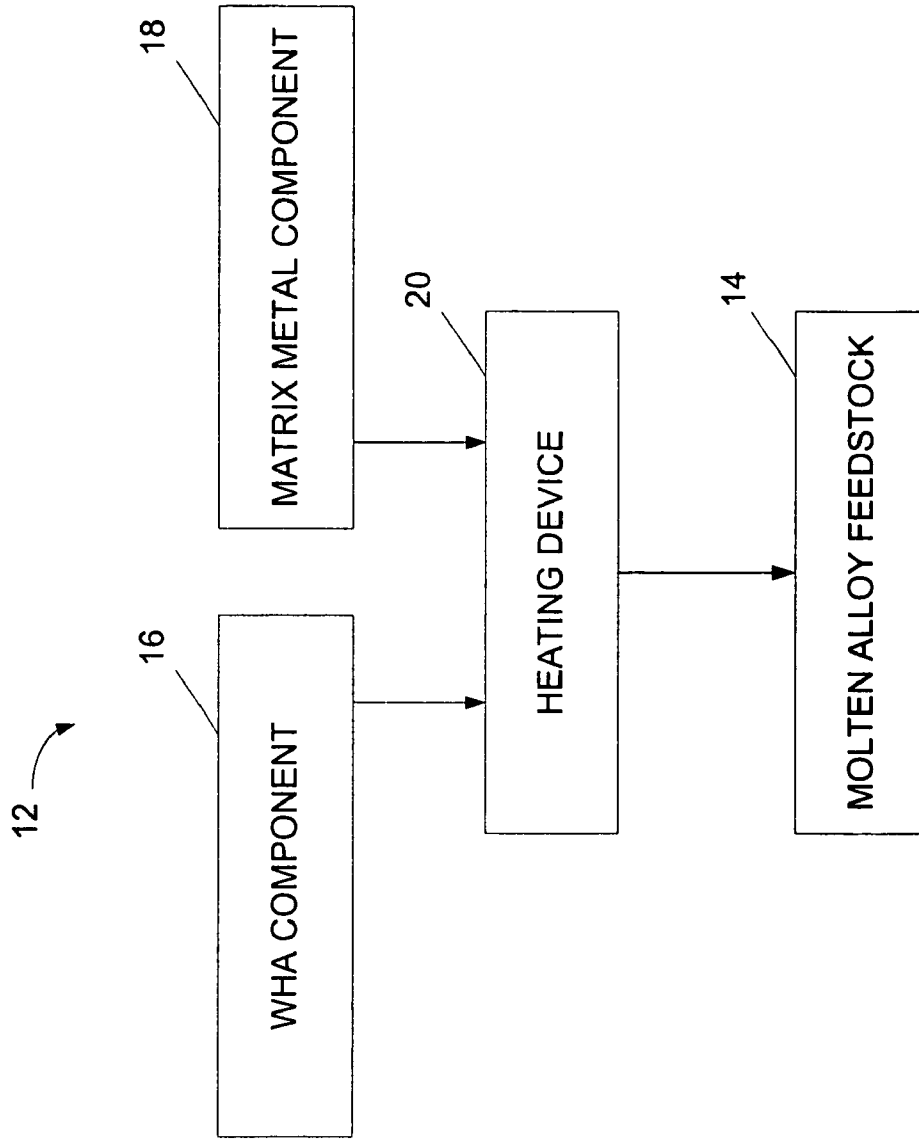 12
16
WHA COMPONENT
18
MATRIX METAL COMPONENT
20
HEATING DEVICE
14
MOLTEN ALLOY FEEDSTOCK